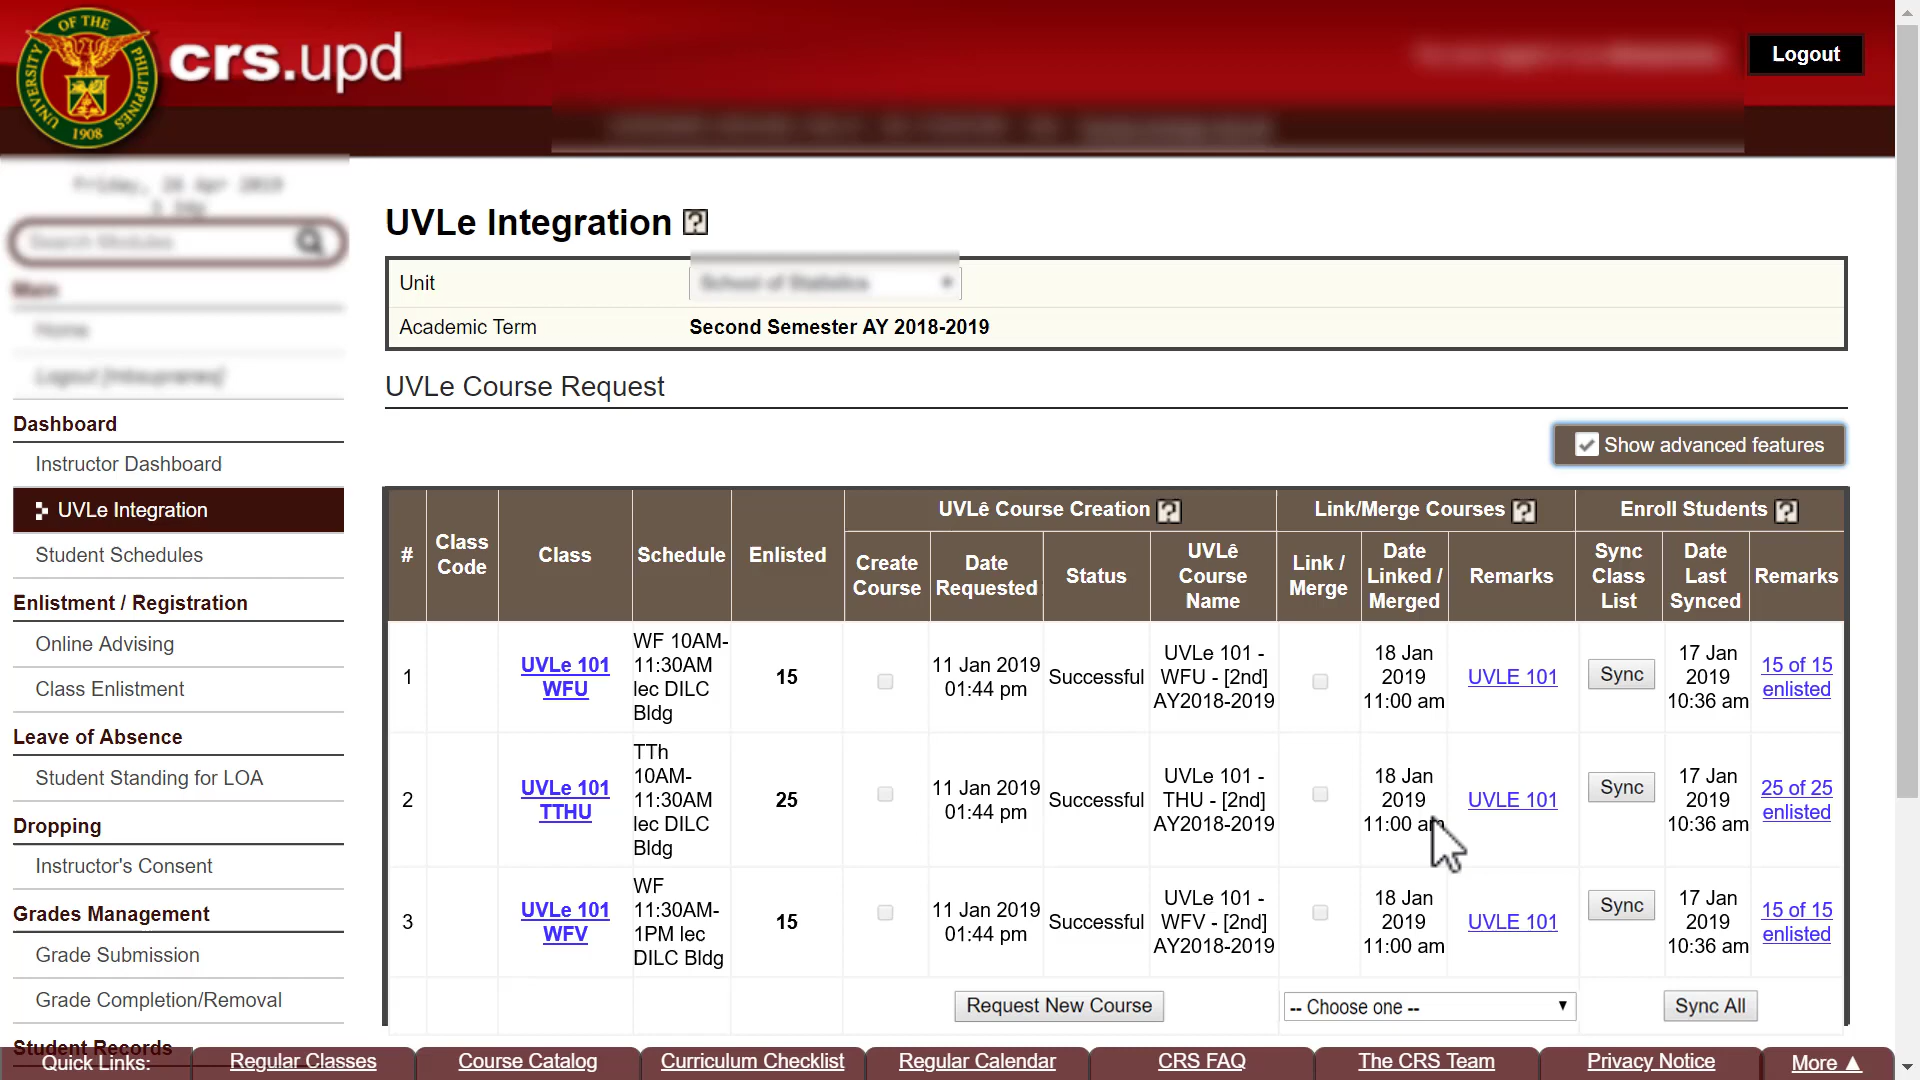 UNIVERSITY OF THE PHILIPPINES
1908
crs.upd
Logout
UVLe Integration
Unit
Academic Term Second Semester AY 2018-2019
UVLe Course Request
Show advanced features
Dashboard
Instructor Dashboard
UVLe Integration
Student Schedules
Enlistment / Registration
Online Advising
Class Enlistment
Leave of Absence
Student Standing for LOA
Dropping
Instructor's Consent
Grades Management
Grade Submission
Grade Completion/Removal
Student Records
#
Class
Code
Class
Schedule
Enlisted
UVLê Course Creation
Create
Course
Date
Requested
Status
UVLê
Course
Name
Link/Merge Courses
Link /
Merge
Date
Linked /
Merged
Remarks
Enroll Students
Sync
Class
List
Date
Last
Synced
Remarks
1
UVLe 101
WFU
WF 10AM-
11:30AM
lec DILC
Bldg
15
11 Jan 2019
01:44 pm
Successful
UVLe 101 -
WFU - [2nd]
AY2018-2019
18 Jan
2019
11:00 am
UVLE 101
Sync
17 Jan
2019
10:36 am
15 of 15
enlisted
2
UVLe 101
TTHU
TTh
10AM-
11:30AM
lec DILC
Bldg
25
11 Jan 2019
01:44 pm
Successful
UVLe 101 -
THU - [2nd]
AY2018-2019
18 Jan
2019
11:00 am
UVLE 101
Sync
17 Jan
2019
10:36 am
25 of 25
enlisted
3
UVLe 101
WFV
WF
11:30AM-
1PM lec
DILC Bldg
15
11 Jan 2019
01:44 pm
Successful
UVLe 101 -
WFV - [2nd]
AY2018-2019
18 Jan
2019
11:00 am
UVLE 101
Sync
17 Jan
2019
10:36 am
15 of 15
enlisted
Request New Course
-- Choose one --
Sync All
Quick Links: Regular Classes Course Catalog Curriculum Checklist Regular Calendar CRS FAQ The CRS Team Privacy Notice More ▲